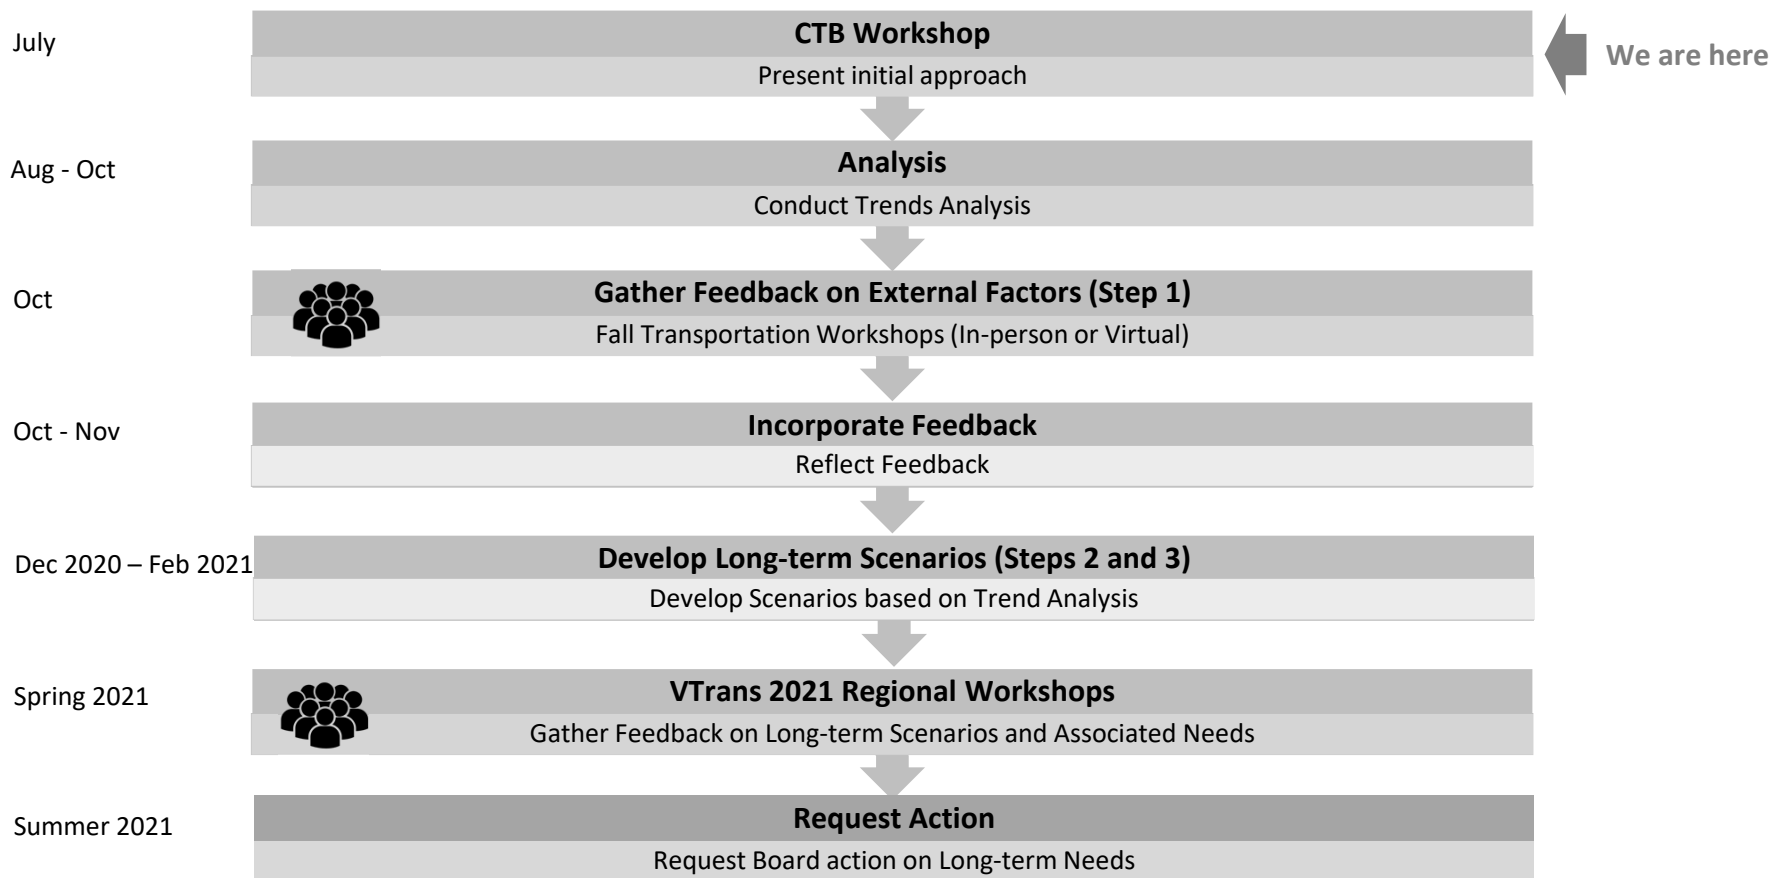 July
CTB Workshop
Present initial approach
We are here
Aug - Oct
Analysis
Conduct Trends Analysis
Oct
Gather Feedback on External Factors (Step 1)
Fall Transportation Workshops (In-person or Virtual)
Oct - Nov
Incorporate Feedback
Reflect Feedback
Dec 2020 – Feb 2021
Develop Long-term Scenarios (Steps 2 and 3)
Develop Scenarios based on Trend Analysis
Spring 2021
VTrans 2021 Regional Workshops
Gather Feedback on Long-term Scenarios and Associated Needs
Summer 2021
Request Action
Request Board action on Long-term Needs